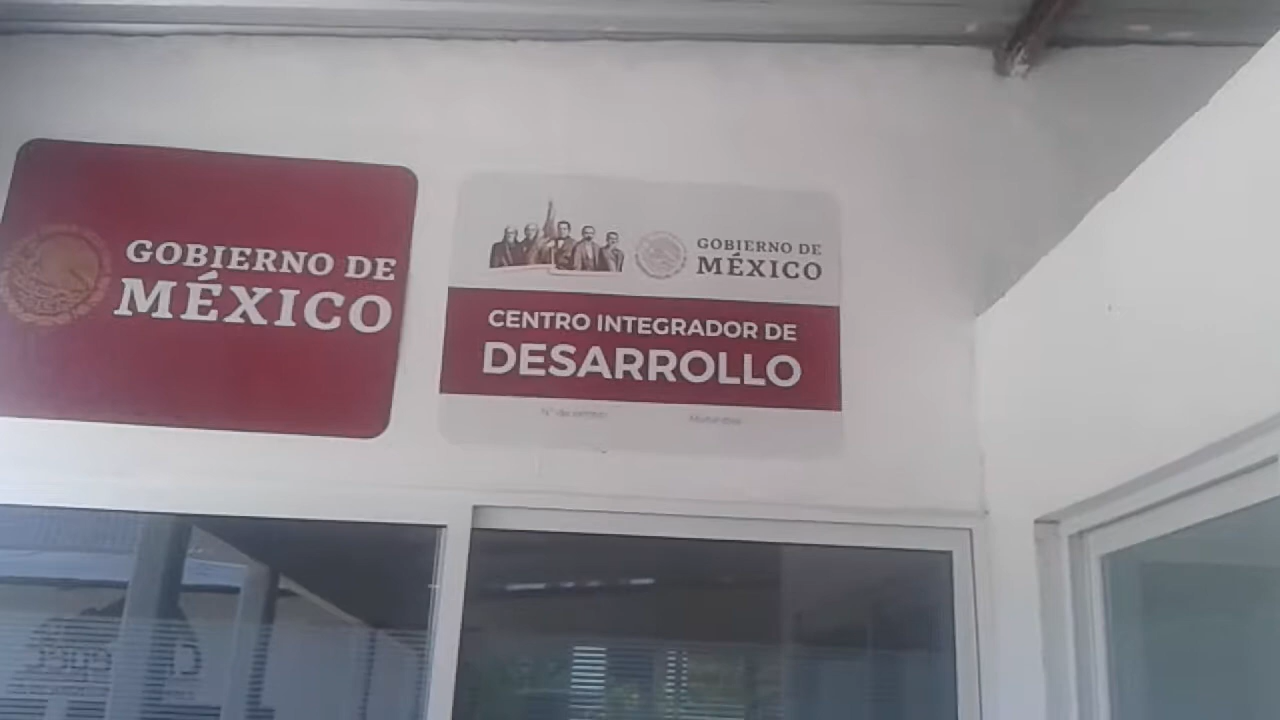 GOBIERNO DE
MÉXICO
GOBIERNO DE
MÉXICO
CENTRO INTEGRADOR DE
DESARROLLO